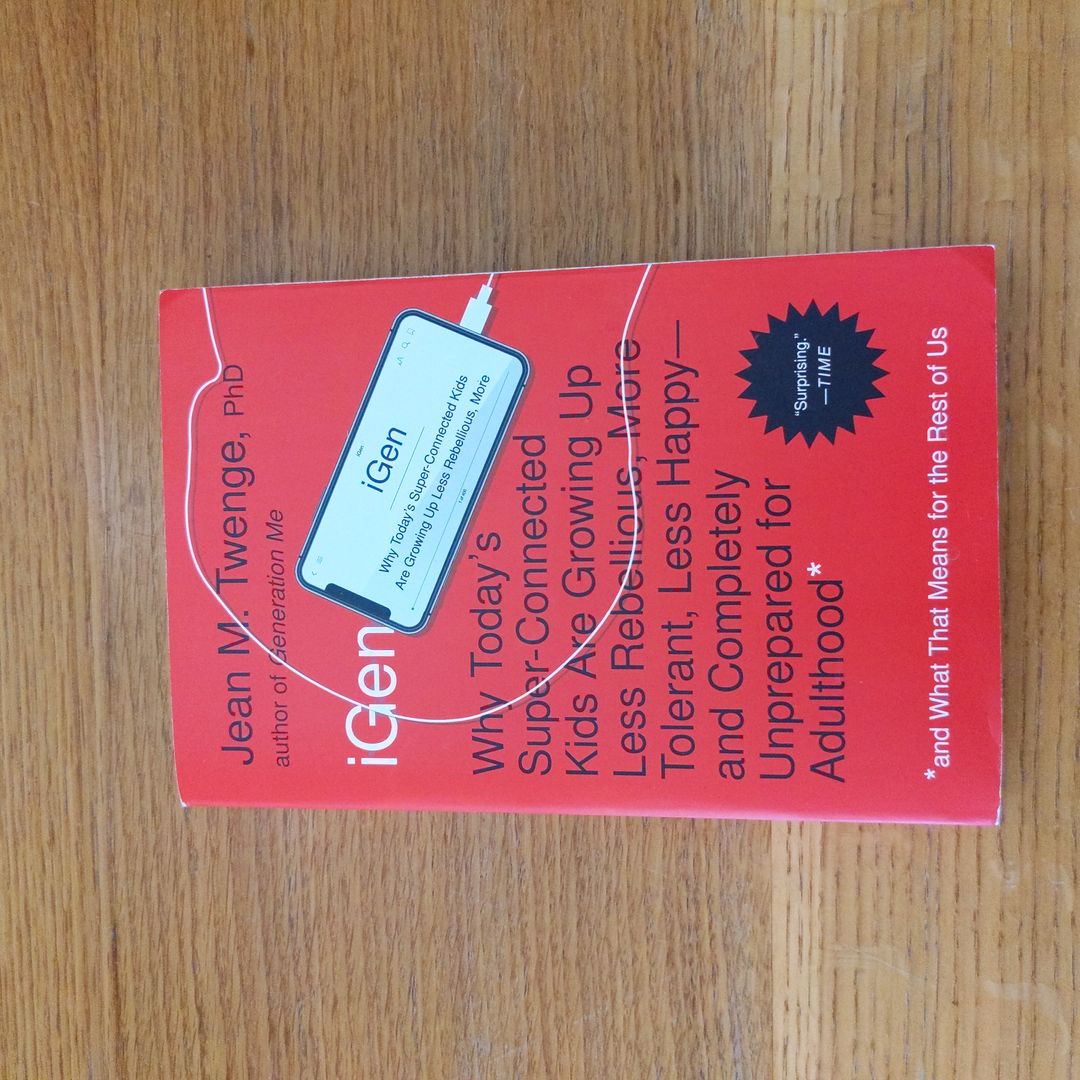 Jean M. Twenge, PhD
author of Generation Me
iGen
iGen
iGen
Why Today's Super-Connected Kids
Are Growing Up Less Rebellious, More
Why Today's
Super-Connected
Kids Are Growing Up
Less Rebellious, More
Tolerant, Less Happy—
and Completely
Unprepared for
Adulthood*
"Surprising."
—TIME
*and What That Means for the Rest of Us